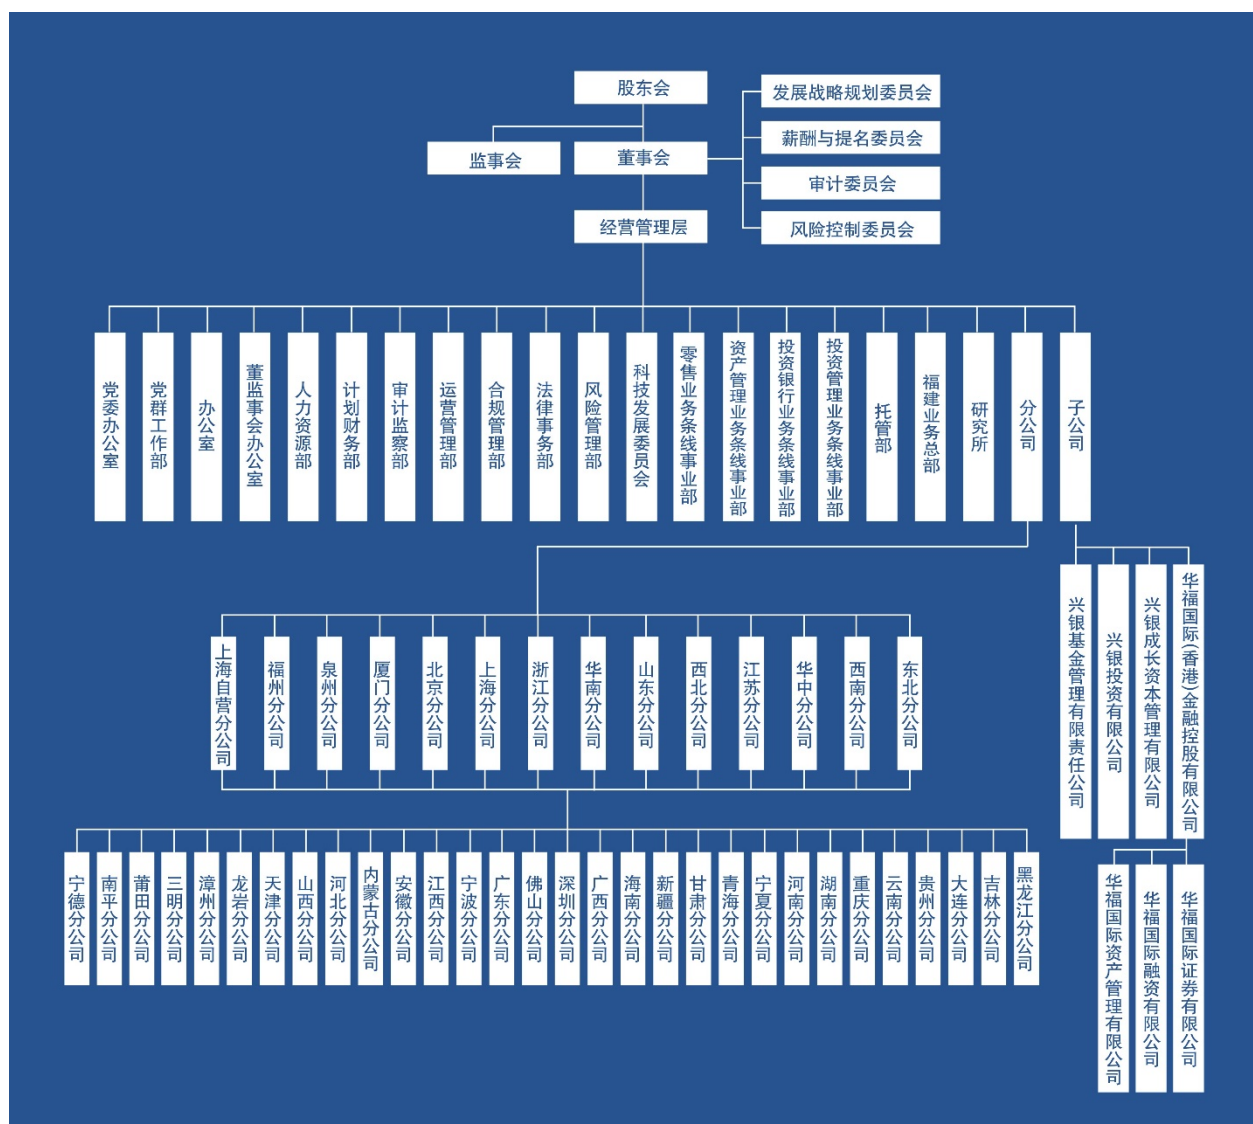 股东会
发展战略规划委员会
薪酬与提名委员会
监事会
董事会
审计委员会
经营管理层
风险控制委员会
党委办公室
党群工作部
办公室
董监事会办公室
人力资源部
计划财务部
审计监察部
运营管理部
合规管理部
法律事务部
风险管理部
科技发展委员会
零售业务条线事业部
资产管理业务条线事业部
投资银行业务条线事业部
投资管理业务条线事业部
托管部
福建业务总部
研究所
分公司
子公司
上海自营分公司
福州分公司
泉州分公司
厦门分公司
北京分公司
上海分公司
浙江分公司
华南分公司
山东分公司
西北分公司
江苏分公司
华中分公司
西南分公司
东北分公司
兴银基金管理有限责任公司
兴银投资有限公司
兴银成长资本管理有限公司
华福国际(香港)金融控股有限公司
宁德分公司
南平分公司
莆田分公司
三明分公司
漳州分公司
龙岩分公司
天津分公司
山西分公司
河北分公司
内蒙古分公司
安徽分公司
江西分公司
宁波分公司
广东分公司
佛山分公司
深圳分公司
广西分公司
海南分公司
新疆分公司
甘肃分公司
青海分公司
宁夏分公司
河南分公司
湖南分公司
重庆分公司
云南分公司
贵州分公司
大连分公司
吉林分公司
黑龙江分公司
华福国际资产管理有限公司
华福国际融资有限公司
华福国际证券有限公司